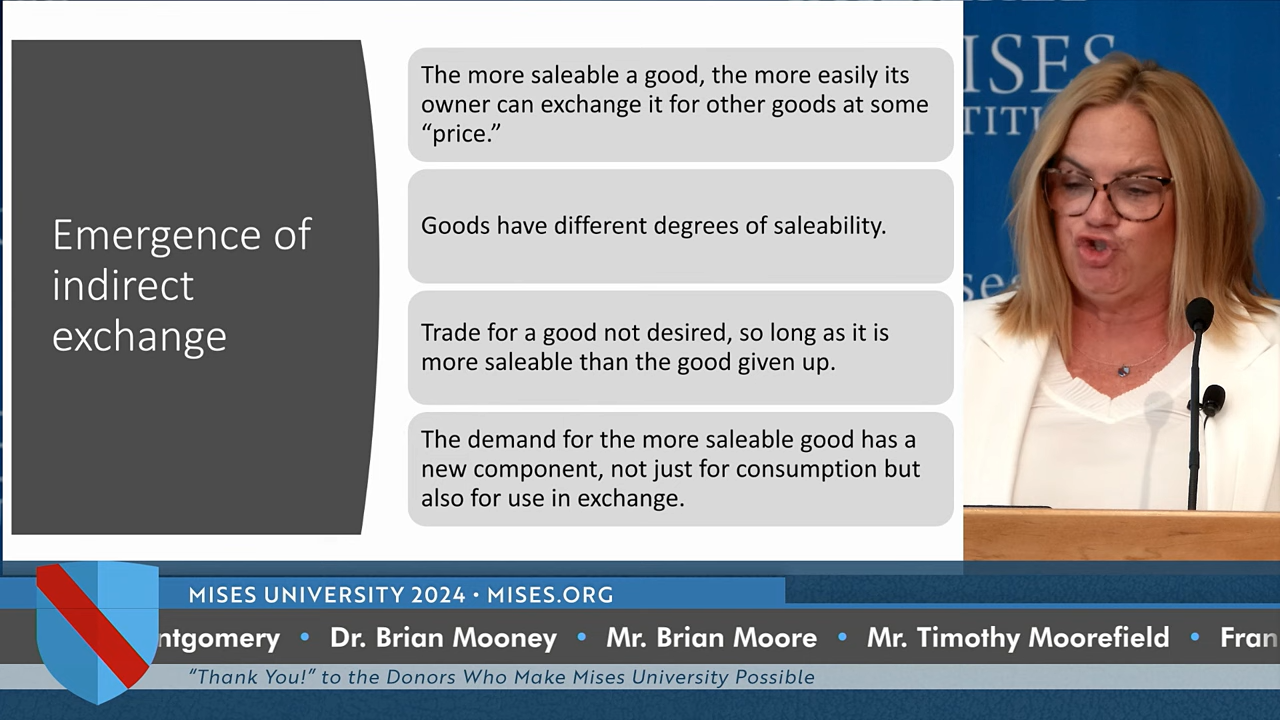 Emergence of
indirect
exchange
The more saleable a good, the more easily its
owner can exchange it for other goods at some
“price.”
Goods have different degrees of saleability.
Trade for a good not desired, so long as it is
more saleable than the good given up.
The demand for the more saleable good has a
new component, not just for consumption but
also for use in exchange.
ISES
TIT
MISES UNIVERSITY 2024 • MISES.ORG
ntgomery • Dr. Brian Mooney • Mr. Brian Moore • Mr. Timothy Moorefield • Fran
“Thank You!” to the Donors Who Make Mises University Possible